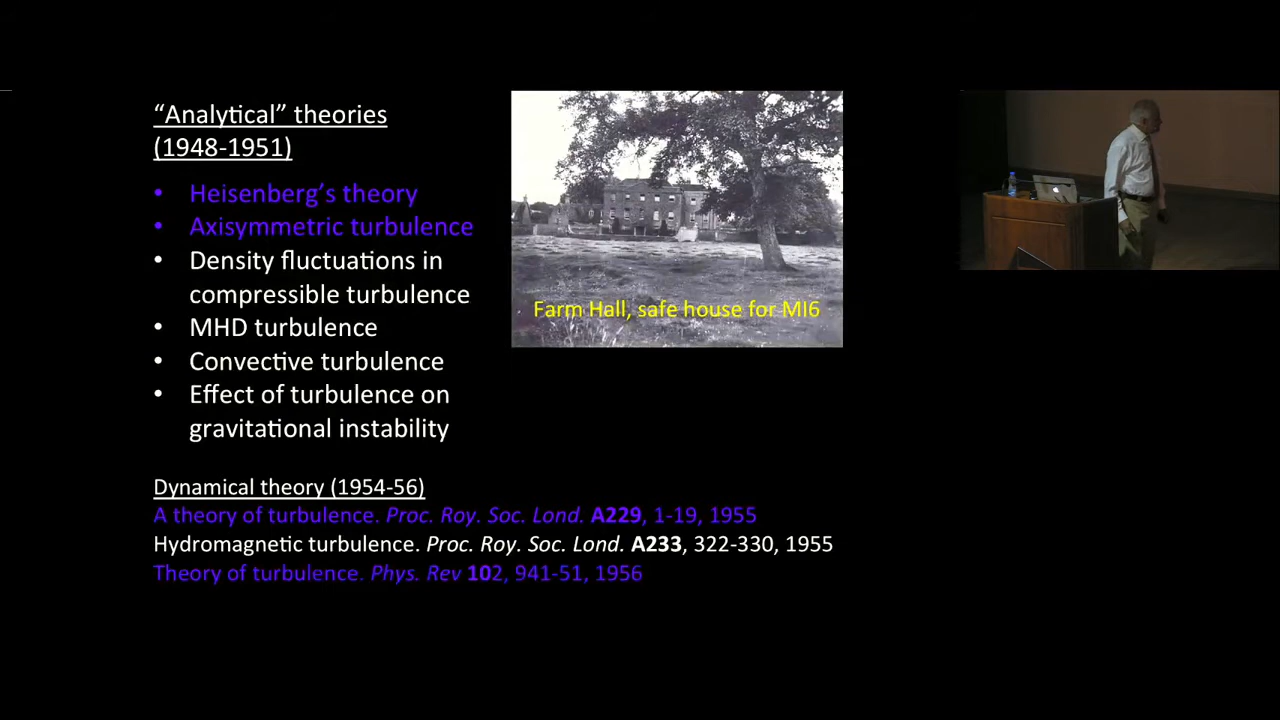 “Analytical” theories
(1948-1951)
• Heisenberg’s theory
• Axisymmetric turbulence
• Density fluctuations in
compressible turbulence
• MHD turbulence
• Convective turbulence
• Effect of turbulence on
gravitational instability
Farm Hall, safe house for MI6
Dynamical theory (1954-56)
A theory of turbulence. Proc. Roy. Soc. Lond. A229, 1-19, 1955
Hydromagnetic turbulence. Proc. Roy. Soc. Lond. A233, 322-330, 1955
Theory of turbulence. Phys. Rev 102, 941-51, 1956